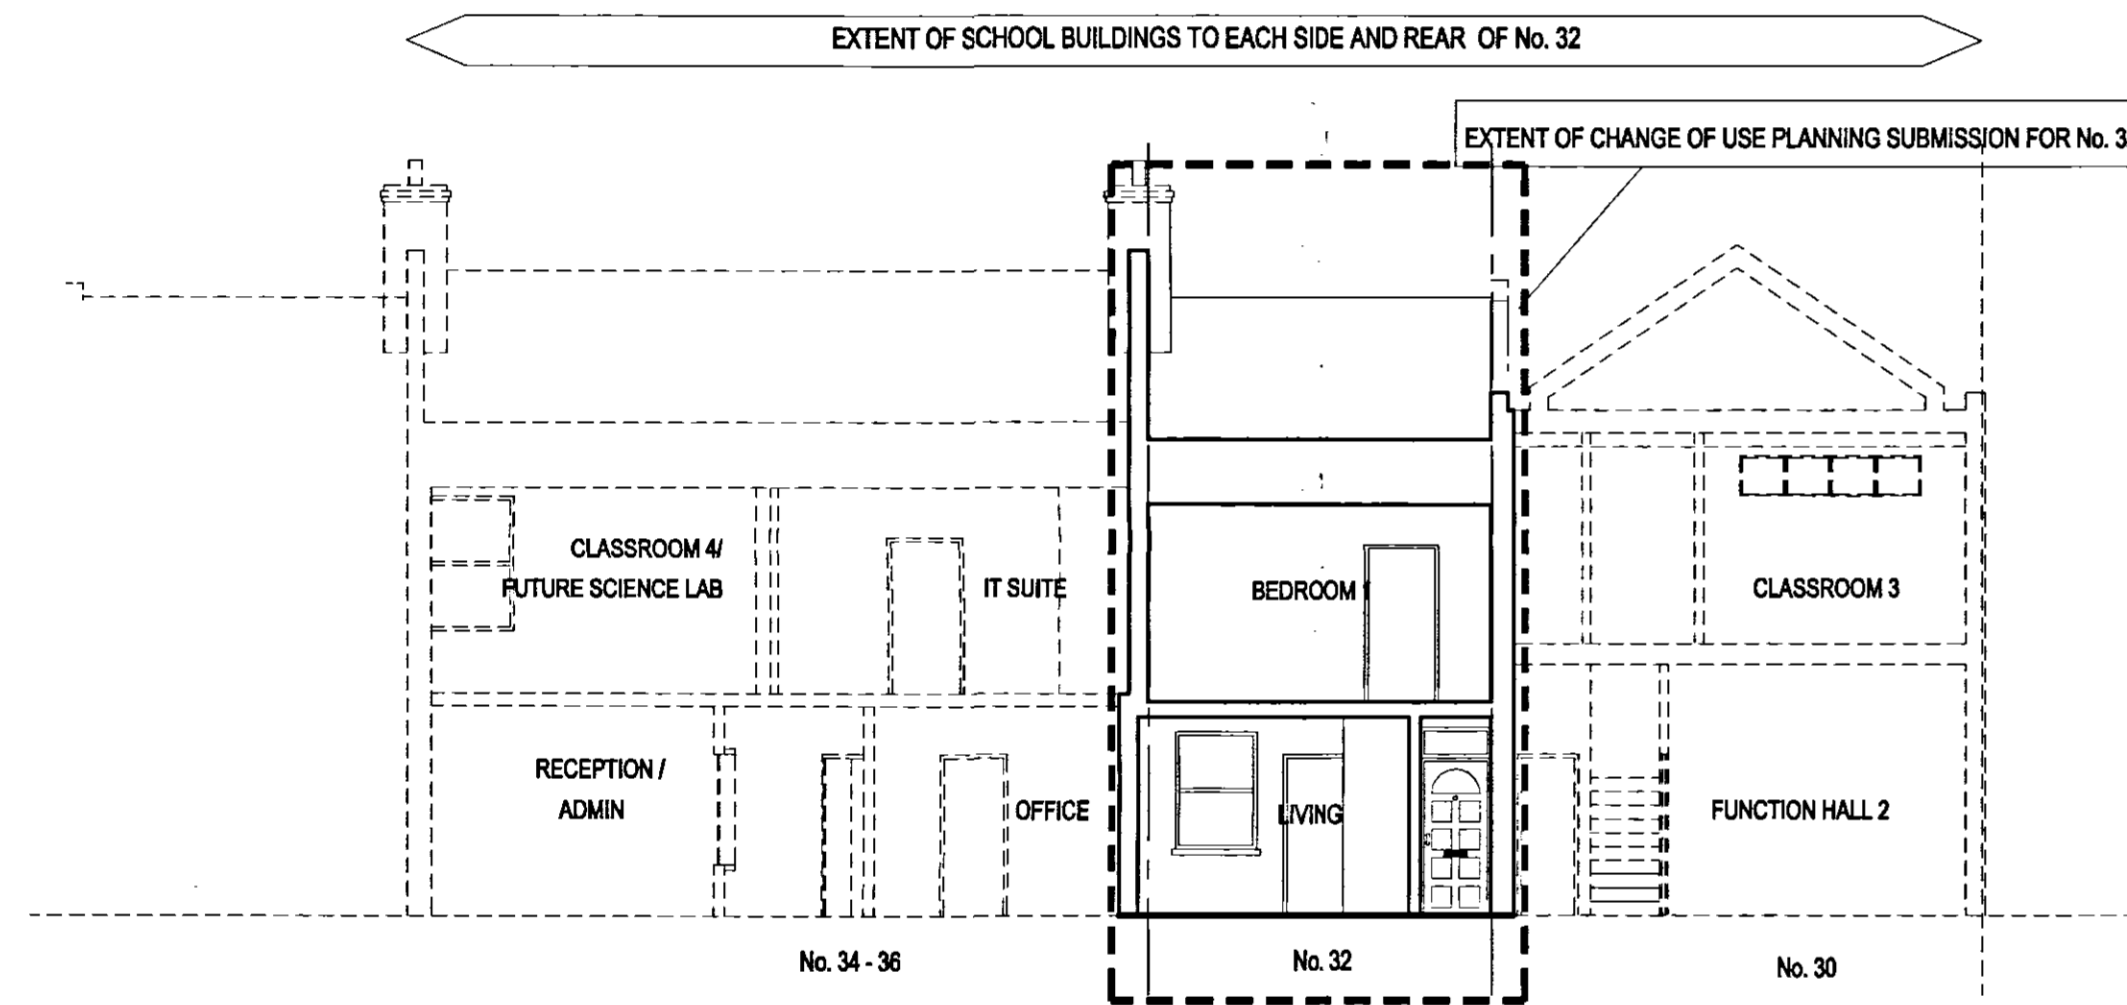 EXTENT OF SCHOOL BUILDINGS TO EACH SIDE AND REAR OF No. 32
EXTENT OF CHANGE OF USE PLANNING SUBMISSION FOR No. 3
CLASSROOM 4/
FUTURE SCIENCE LAB
IT SUITE
BEDROOM 1
CLASSROOM 3
RECEPTION /
ADMIN
OFFICE
LIVING
FUNCTION HALL 2
No. 34 - 36
No. 32
No. 30